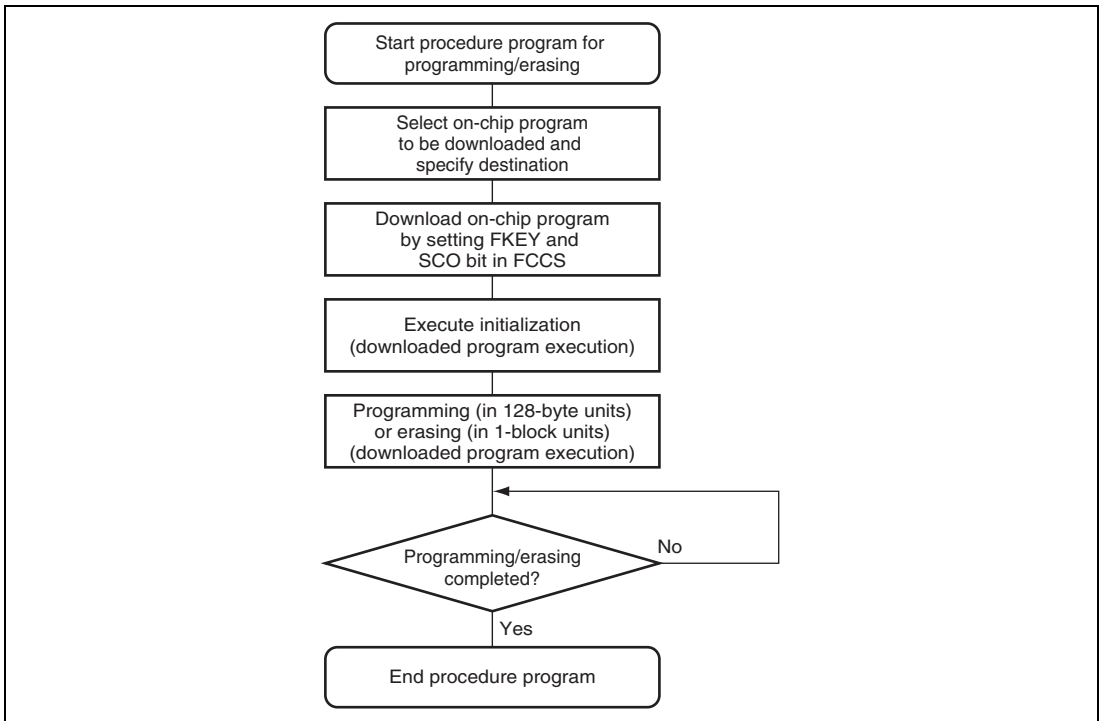 Start procedure program for
programming/erasing
Select on-chip program
to be downloaded and
specify destination
Download on-chip program
by setting FKEY and
SCO bit in FCCS
Execute initialization
(downloaded program execution)
Programming (in 128-byte units)
or erasing (in 1-block units)
(downloaded program execution)
No
Programming/erasing
completed?
Yes
End procedure program